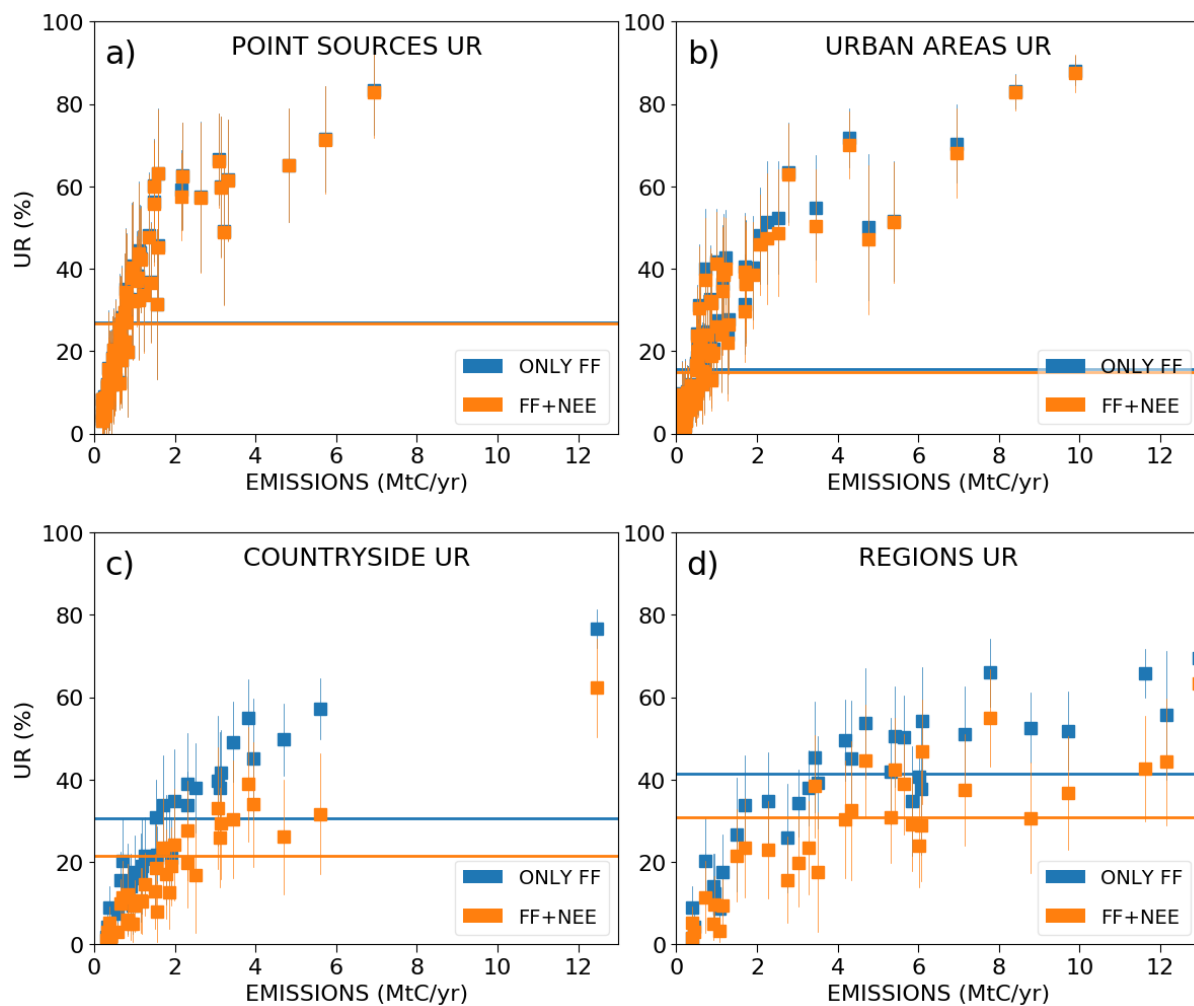 a) POINT SOURCES UR
100
80
60
40
20
0
UR (%)
0 2 4 6 8 10 12
EMISSIONS (MtC/yr)
ONLY FF
FF+NEE
b) URBAN AREAS UR
100
80
60
40
20
0
0 2 4 6 8 10 12
EMISSIONS (MtC/yr)
ONLY FF
FF+NEE
c) COUNTRYSIDE UR
100
80
60
40
20
0
UR (%)
0 2 4 6 8 10 12
EMISSIONS (MtC/yr)
ONLY FF
FF+NEE
d) REGIONS UR
100
80
60
40
20
0
0 2 4 6 8 10 12
EMISSIONS (MtC/yr)
ONLY FF
FF+NEE